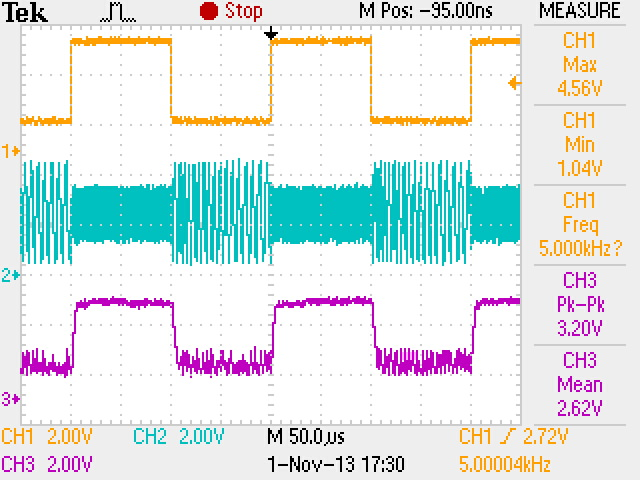 Tek Stop M Pos: -95.00ns MEASURE
CH1
Max
4.56V
CH1
Min
1.04V
CH1
Freq
5.000kHz?
CH3
Pk-Pk
3.20V
CH3
Mean
2.62V
1
2
3
CH1 2.00V CH2 2.00V M 50.0µs CH1 / 2.72V
CH3 2.00V 1-Nov-13 17:30 5.00004kHz